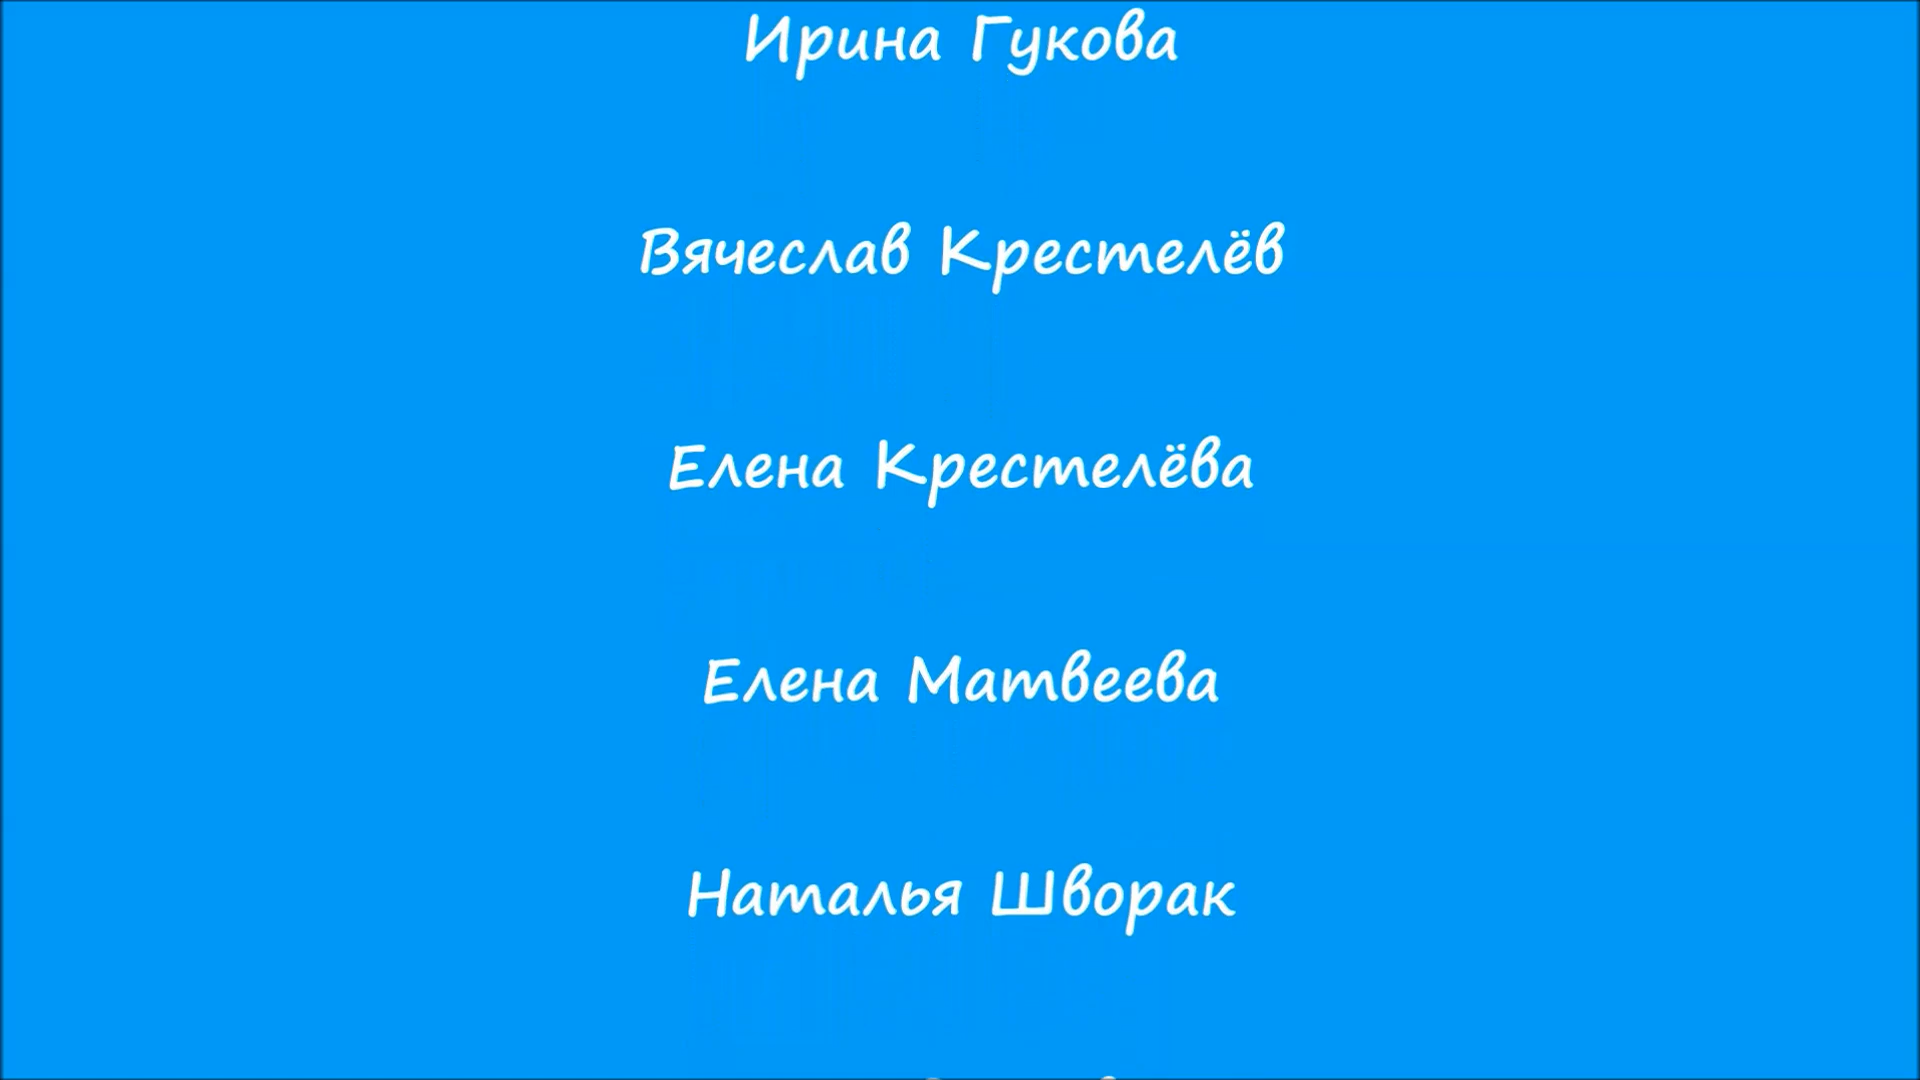 Ирина Гукова
Вячеслав Крестелёв
Елена Крестелёва
Елена Матвеева
Наталья Шворак